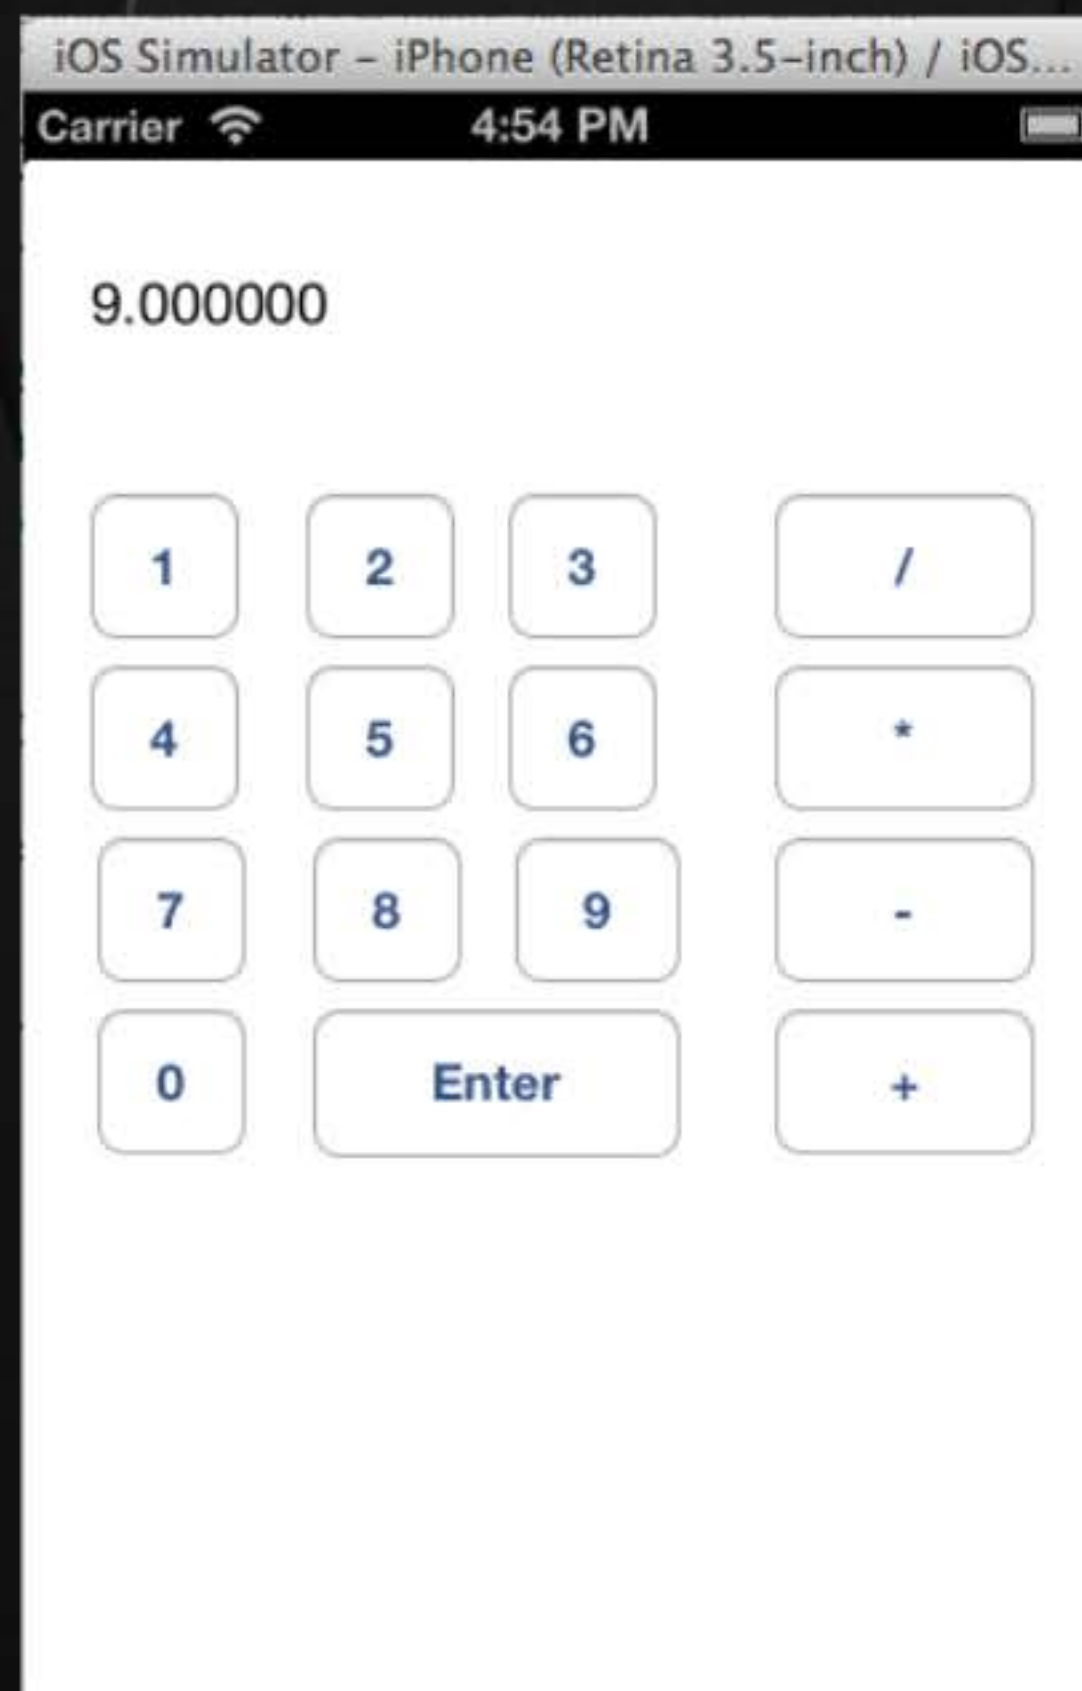 iOS Simulator – iPhone (Retina 3.5–inch) / iOS...
Carrier 4:54 PM
9.000000
1 2 3 /
4 5 6 *
7 8 9 -
0 Enter +